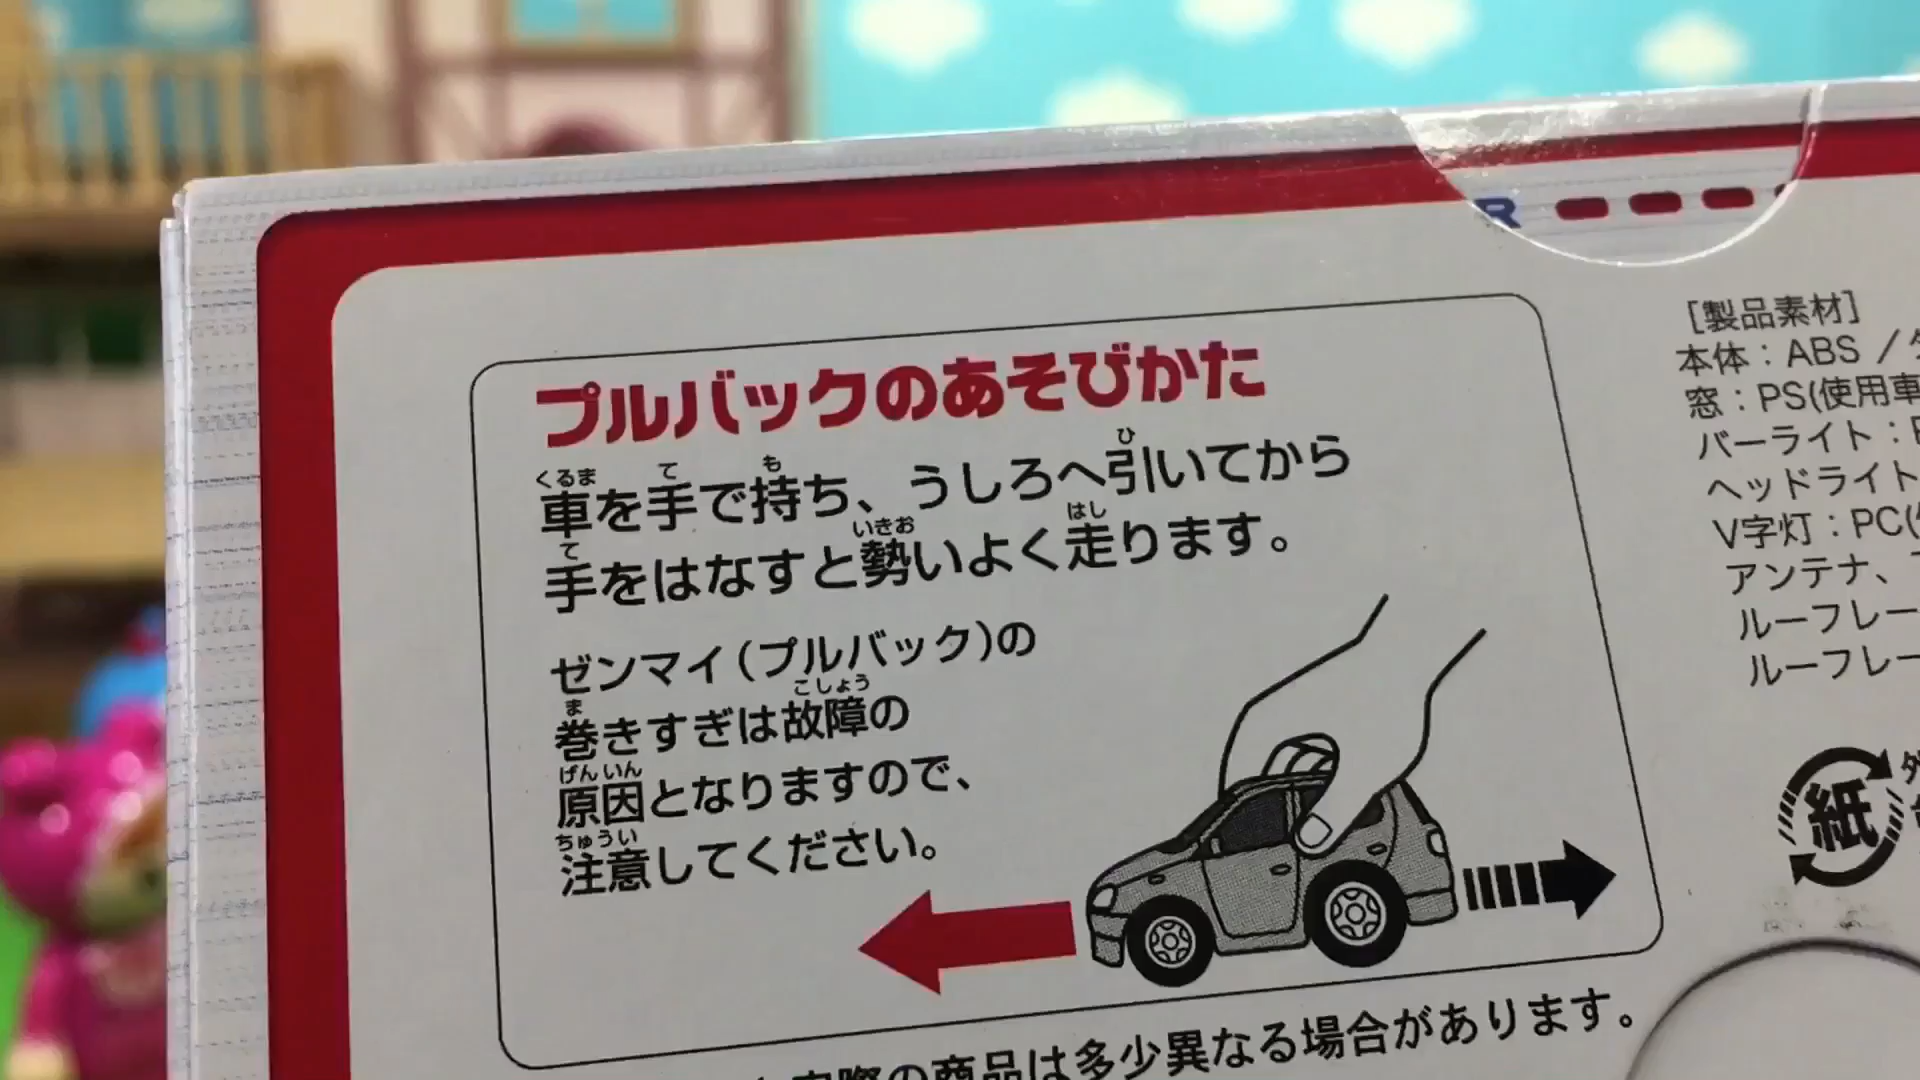 R
プルバックのあそびかた
車を手で持ち、うしろへ引いてから
手をはなすと勢いよく走ります。
ゼンマイ(プルバック)の
巻きすぎは故障の
原因となりますので、
注意してください。
[製品素材]
本体:ABS /
窓:PS(使用車
バーライト:
ヘッドライト
V字灯:PC(
アンテナ、
ルーフレー
ルーフレー
紙
実際の商品は多少異なる場合があります。